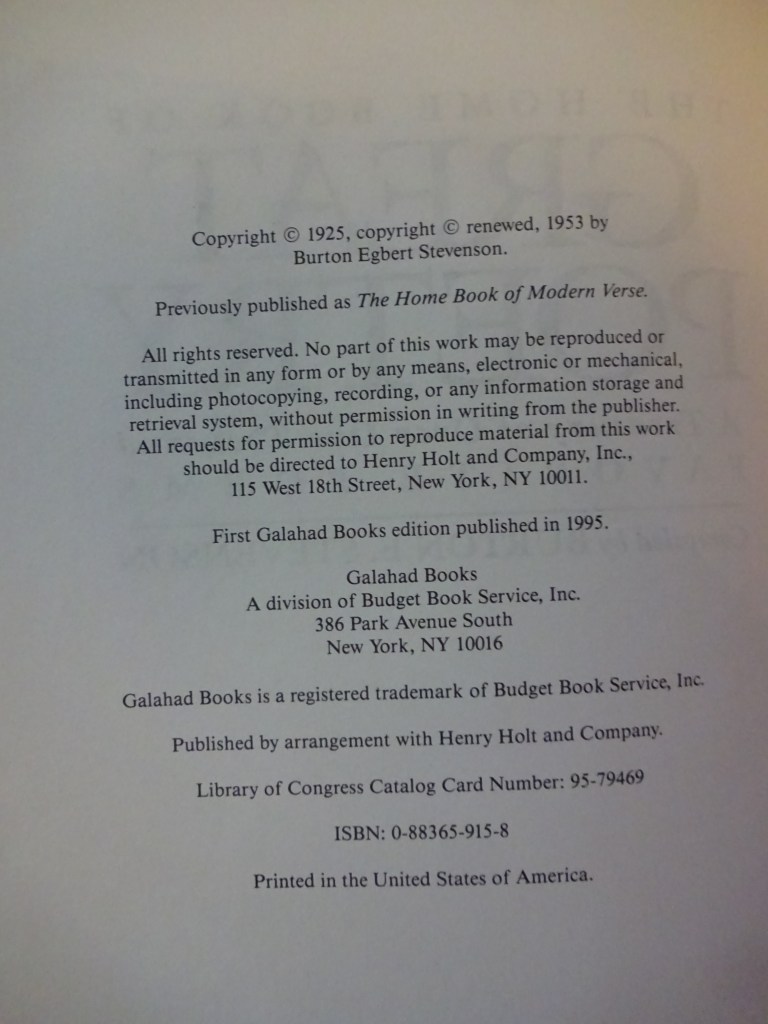 Copyright © 1925, copyright © renewed, 1953 by
Burton Egbert Stevenson.
Previously published as The Home Book of Modern Verse.
All rights reserved. No part of this work may be reproduced or
transmitted in any form or by any means, electronic or mechanical,
including photocopying, recording, or any information storage and
retrieval system, without permission in writing from the publisher.
All requests for permission to reproduce material from this work
should be directed to Henry Holt and Company, Inc.,
115 West 18th Street, New York, NY 10011.
First Galahad Books edition published in 1995.
Galahad Books
A division of Budget Book Service, Inc.
386 Park Avenue South
New York, NY 10016
Galahad Books is a registered trademark of Budget Book Service, Inc.
Published by arrangement with Henry Holt and Company.
Library of Congress Catalog Card Number: 95-79469
ISBN: 0-88365-915-8
Printed in the United States of America.